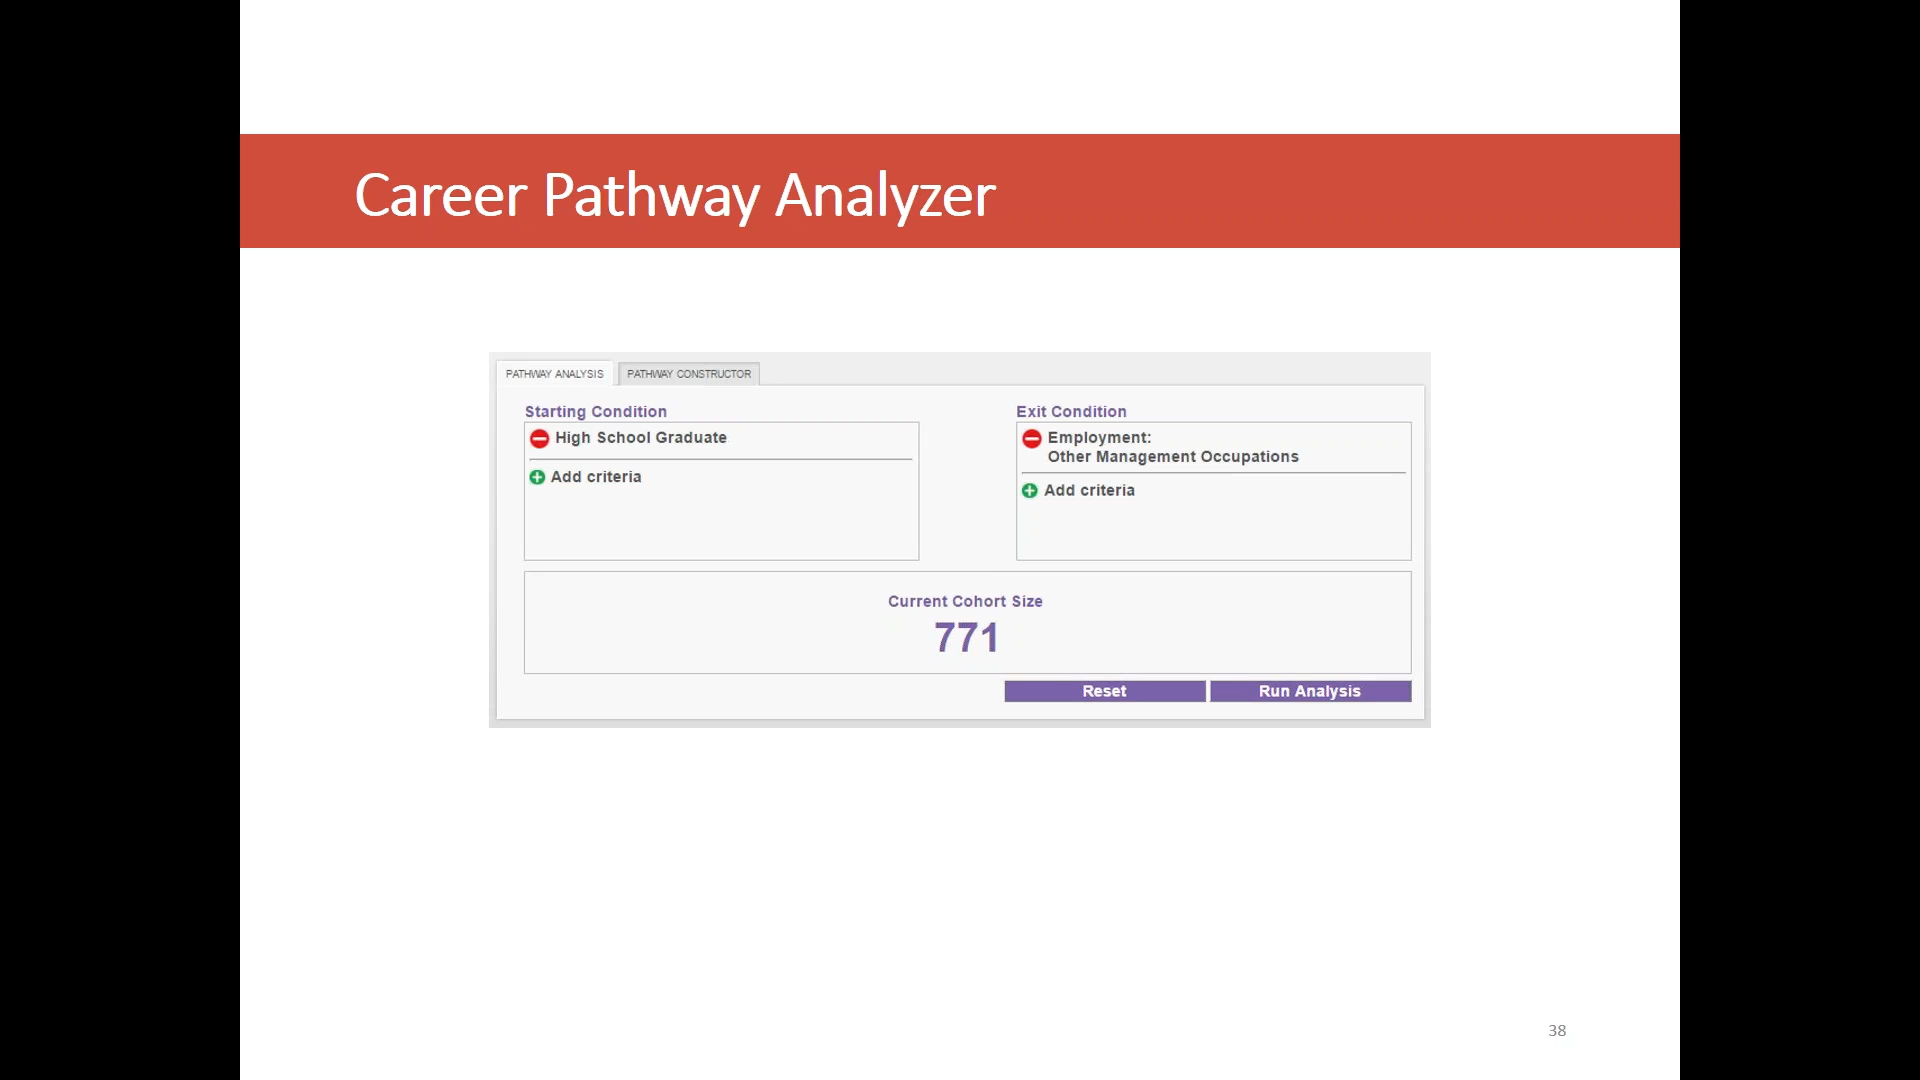 Career Pathway Analyzer
PATHWAY ANALYSIS
PATHWAY CONSTRUCTOR
Starting Condition
High School Graduate
Add criteria
Exit Condition
Employment:
Other Management Occupations
Add criteria
Current Cohort Size
771
Reset
Run Analysis
38